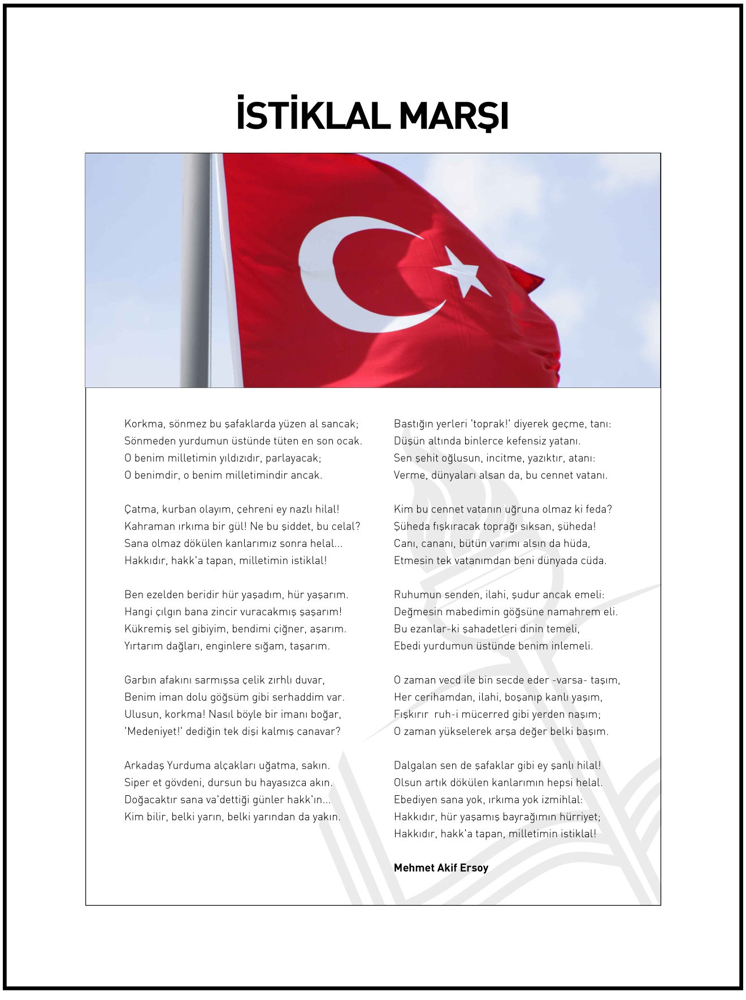 İSTİKLAL MARŞI
Korkma, sönmez bu şafaklarda yüzen al sancak;
Sönmeden yurdumun üstünde tüten en son ocak.
O benim milletimin yıldızıdır, parlayacak;
O benimdir, o benim milletimindir ancak.
Çatma, kurban olayım, çehreni ey nazlı hilal!
Kahraman ırkıma bir gül! Ne bu şiddet, bu celal?
Sana olmaz dökülen kanlarımız sonra helal...
Hakkıdır, hakk'a tapan, milletimin istiklal!
Ben ezelden beridir hür yaşadım, hür yaşarım.
Hangi çılgın bana zincir vuracakmış şaşarım!
Kükremiş sel gibiyim, bendimi çiğner, aşarım.
Yırtarım dağları, enginlere sığam, taşarım.
Garbın afakını sarmışsa çelik zırhlı duvar,
Benim iman dolu göğsüm gibi serhaddim var.
Ulusun, korkma! Nasıl böyle bir imanı boğar,
'Medeniyet!' dediğin tek dişi kalmış canavar?
Arkadaş Yurduma alçakları uğatma, sakın.
Siper et gövdeni, dursun bu hayasızca akın.
Doğacaktır sana va'dettiği günler hakk'ın...
Kim bilir, belki yarın, belki yarından da yakın.
Bastığın yerleri 'toprak!' diyerek geçme, tanı:
Düşün altında binlerce kefensiz yatanı.
Sen şehit oğlusun, incitme, yazıktır, atanı:
Verme, dünyaları alsan da, bu cennet vatanı.
Kim bu cennet vatanın uğruna olmaz ki feda?
Şüheda fışkıracak toprağı sıksan, şüheda!
Canı, cananı, bütün varımı alsın da hüda,
Etmesin tek vatanımdan beni dünyada cüda.
Ruhumun senden, ilahi, şudur ancak emeli:
Değmesin mabedimin göğsüne namahrem eli.
Bu ezanlar-ki şahadetleri dinin temeli,
Ebedi yurdumun üstünde benim inlemeli.
O zaman vecd ile bin secde eder -varsa- taşım,
Her cerihamdan, ilahi, boşanıp kanlı yaşım,
Fışkırır  ruh-i mücerred gibi yerden naşım;
O zaman yükselerek arşa değer belki başım.
Dalgalan sen de şafaklar gibi ey şanlı hilal!
Olsun artık dökülen kanlarımın hepsi helal.
Ebediyen sana yok, ırkıma yok izmihlal:
Hakkıdır, hür yaşamış bayrağımın hürriyet;
Hakkıdır, hakk'a tapan, milletimin istiklal!
Mehmet Akif Ersoy